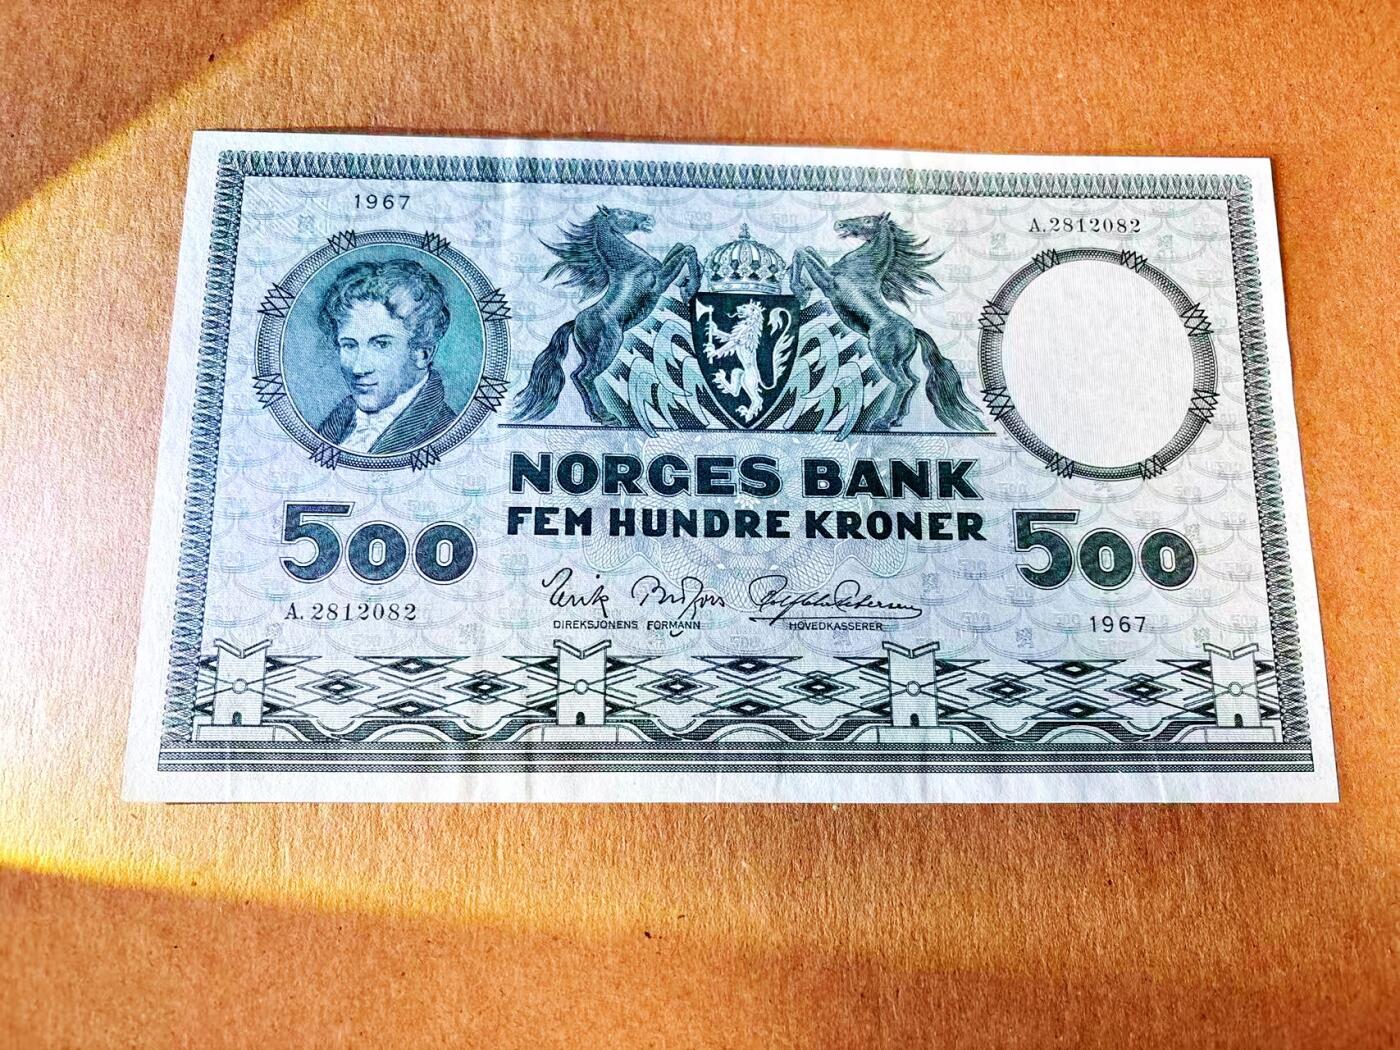 1967
A.2812082
NORGES BANK
FEM HUNDRE KRONER
500
500
A.2812082
DIREKSJONENS FORMANN
HOVEDKASSERER
1967